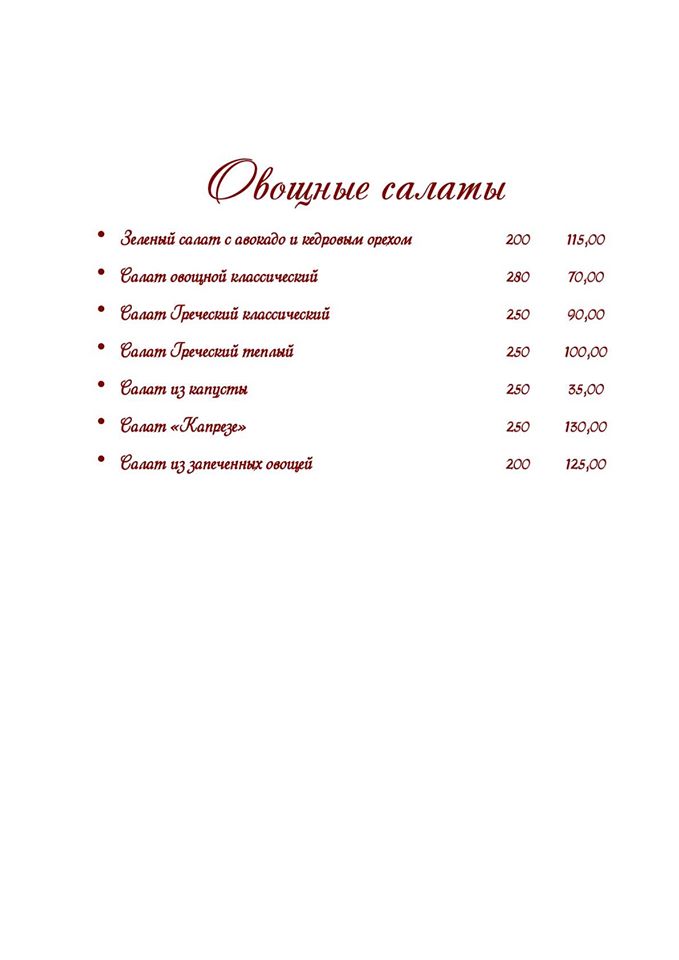 Овощные салаты
• Зеленый салат с авокадо и кедровым орехом 200 115,00
• Салат овощной классический 280 70,00
• Салат Греческий классический 250 90,00
• Салат Греческий теплый 250 100,00
• Салат из капусты 250 35,00
• Салат «Капрезе» 250 130,00
• Салат из запеченных овощей 200 125,00